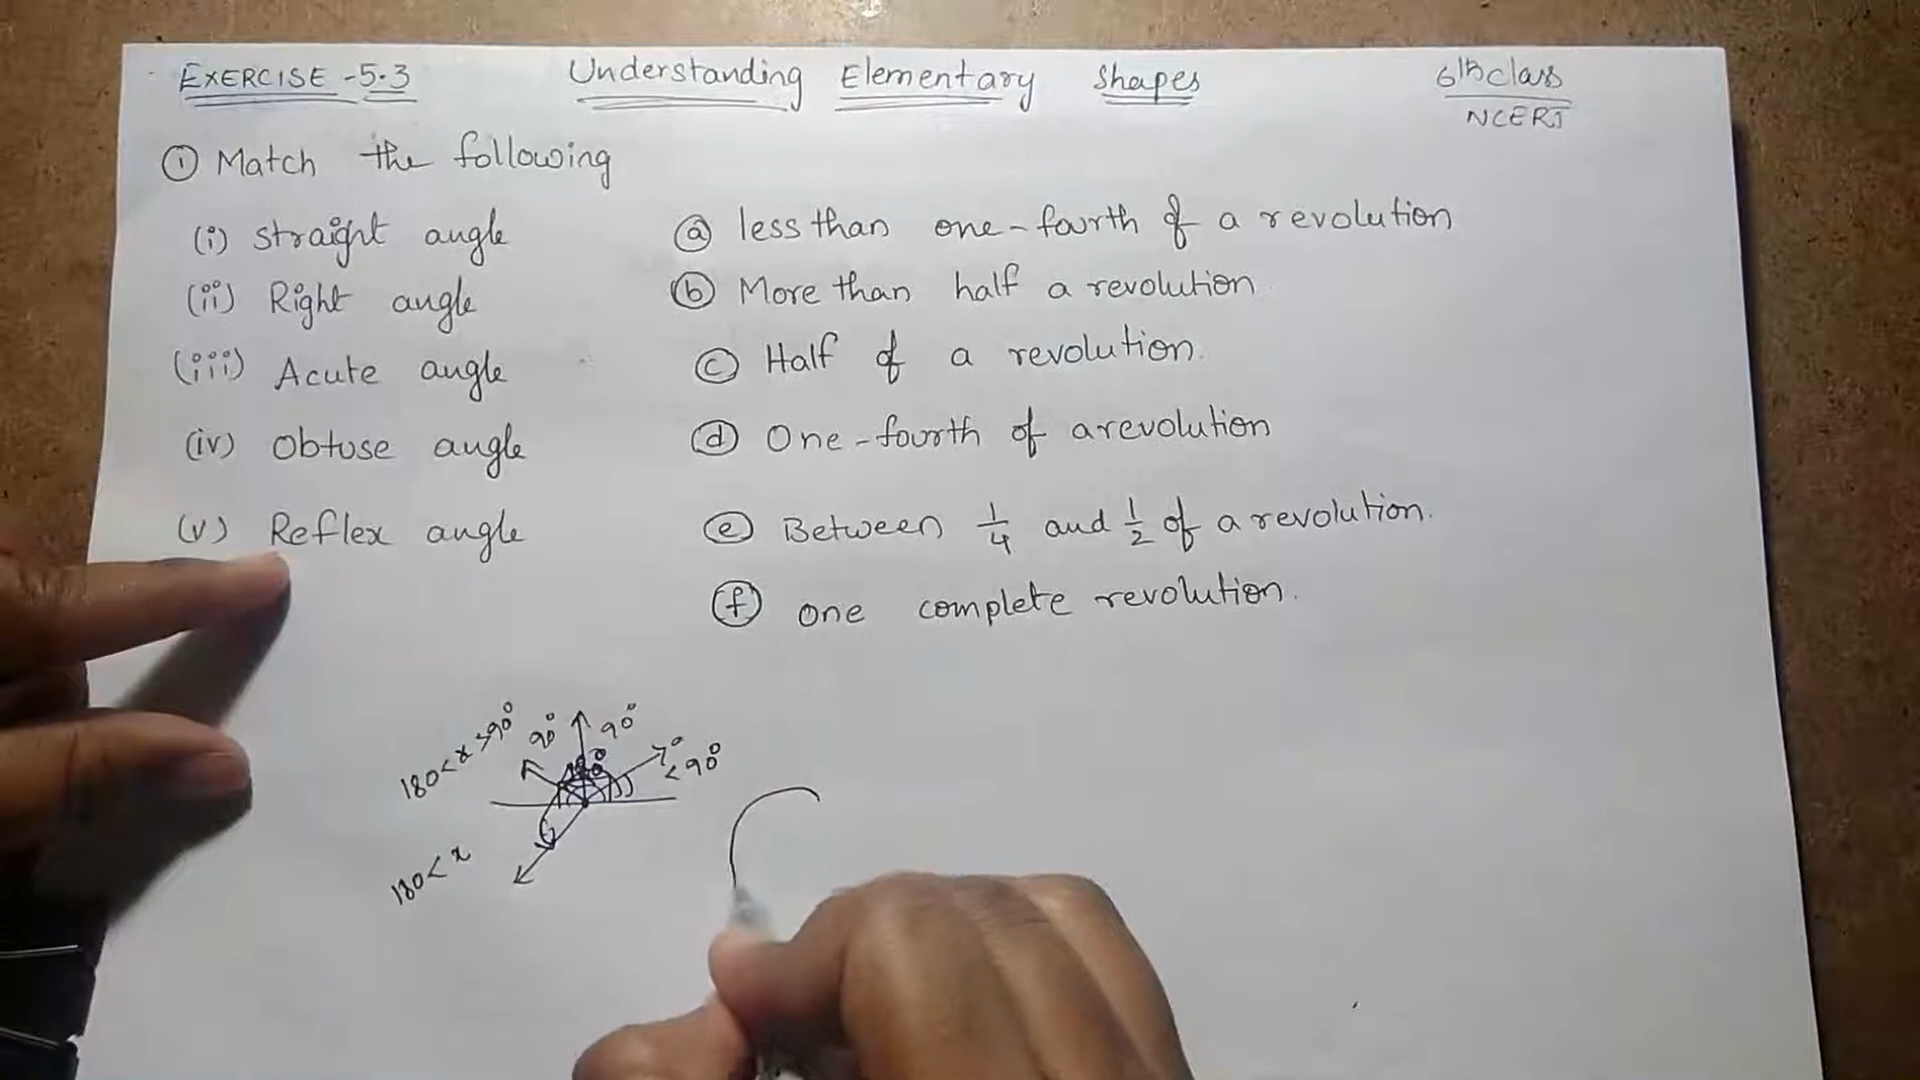 EXERCISE -5.3 Understanding Elementary Shapes 6th class
NCERT
① Match the following
(i) straight angle ⓐ less than one-fourth of a revolution
(ii) Right angle ⓑ More than half a revolution
(iii) Acute angle ⓒ Half of a revolution.
(iv) Obtuse angle ⓓ One-fourth of a revolution
(v) Reflex angle ⓔ Between 1/4 and 1/2 of a revolution.
ⓕ one complete revolution.
180 < x > 90° 90° 90°
< 90°
180 < x